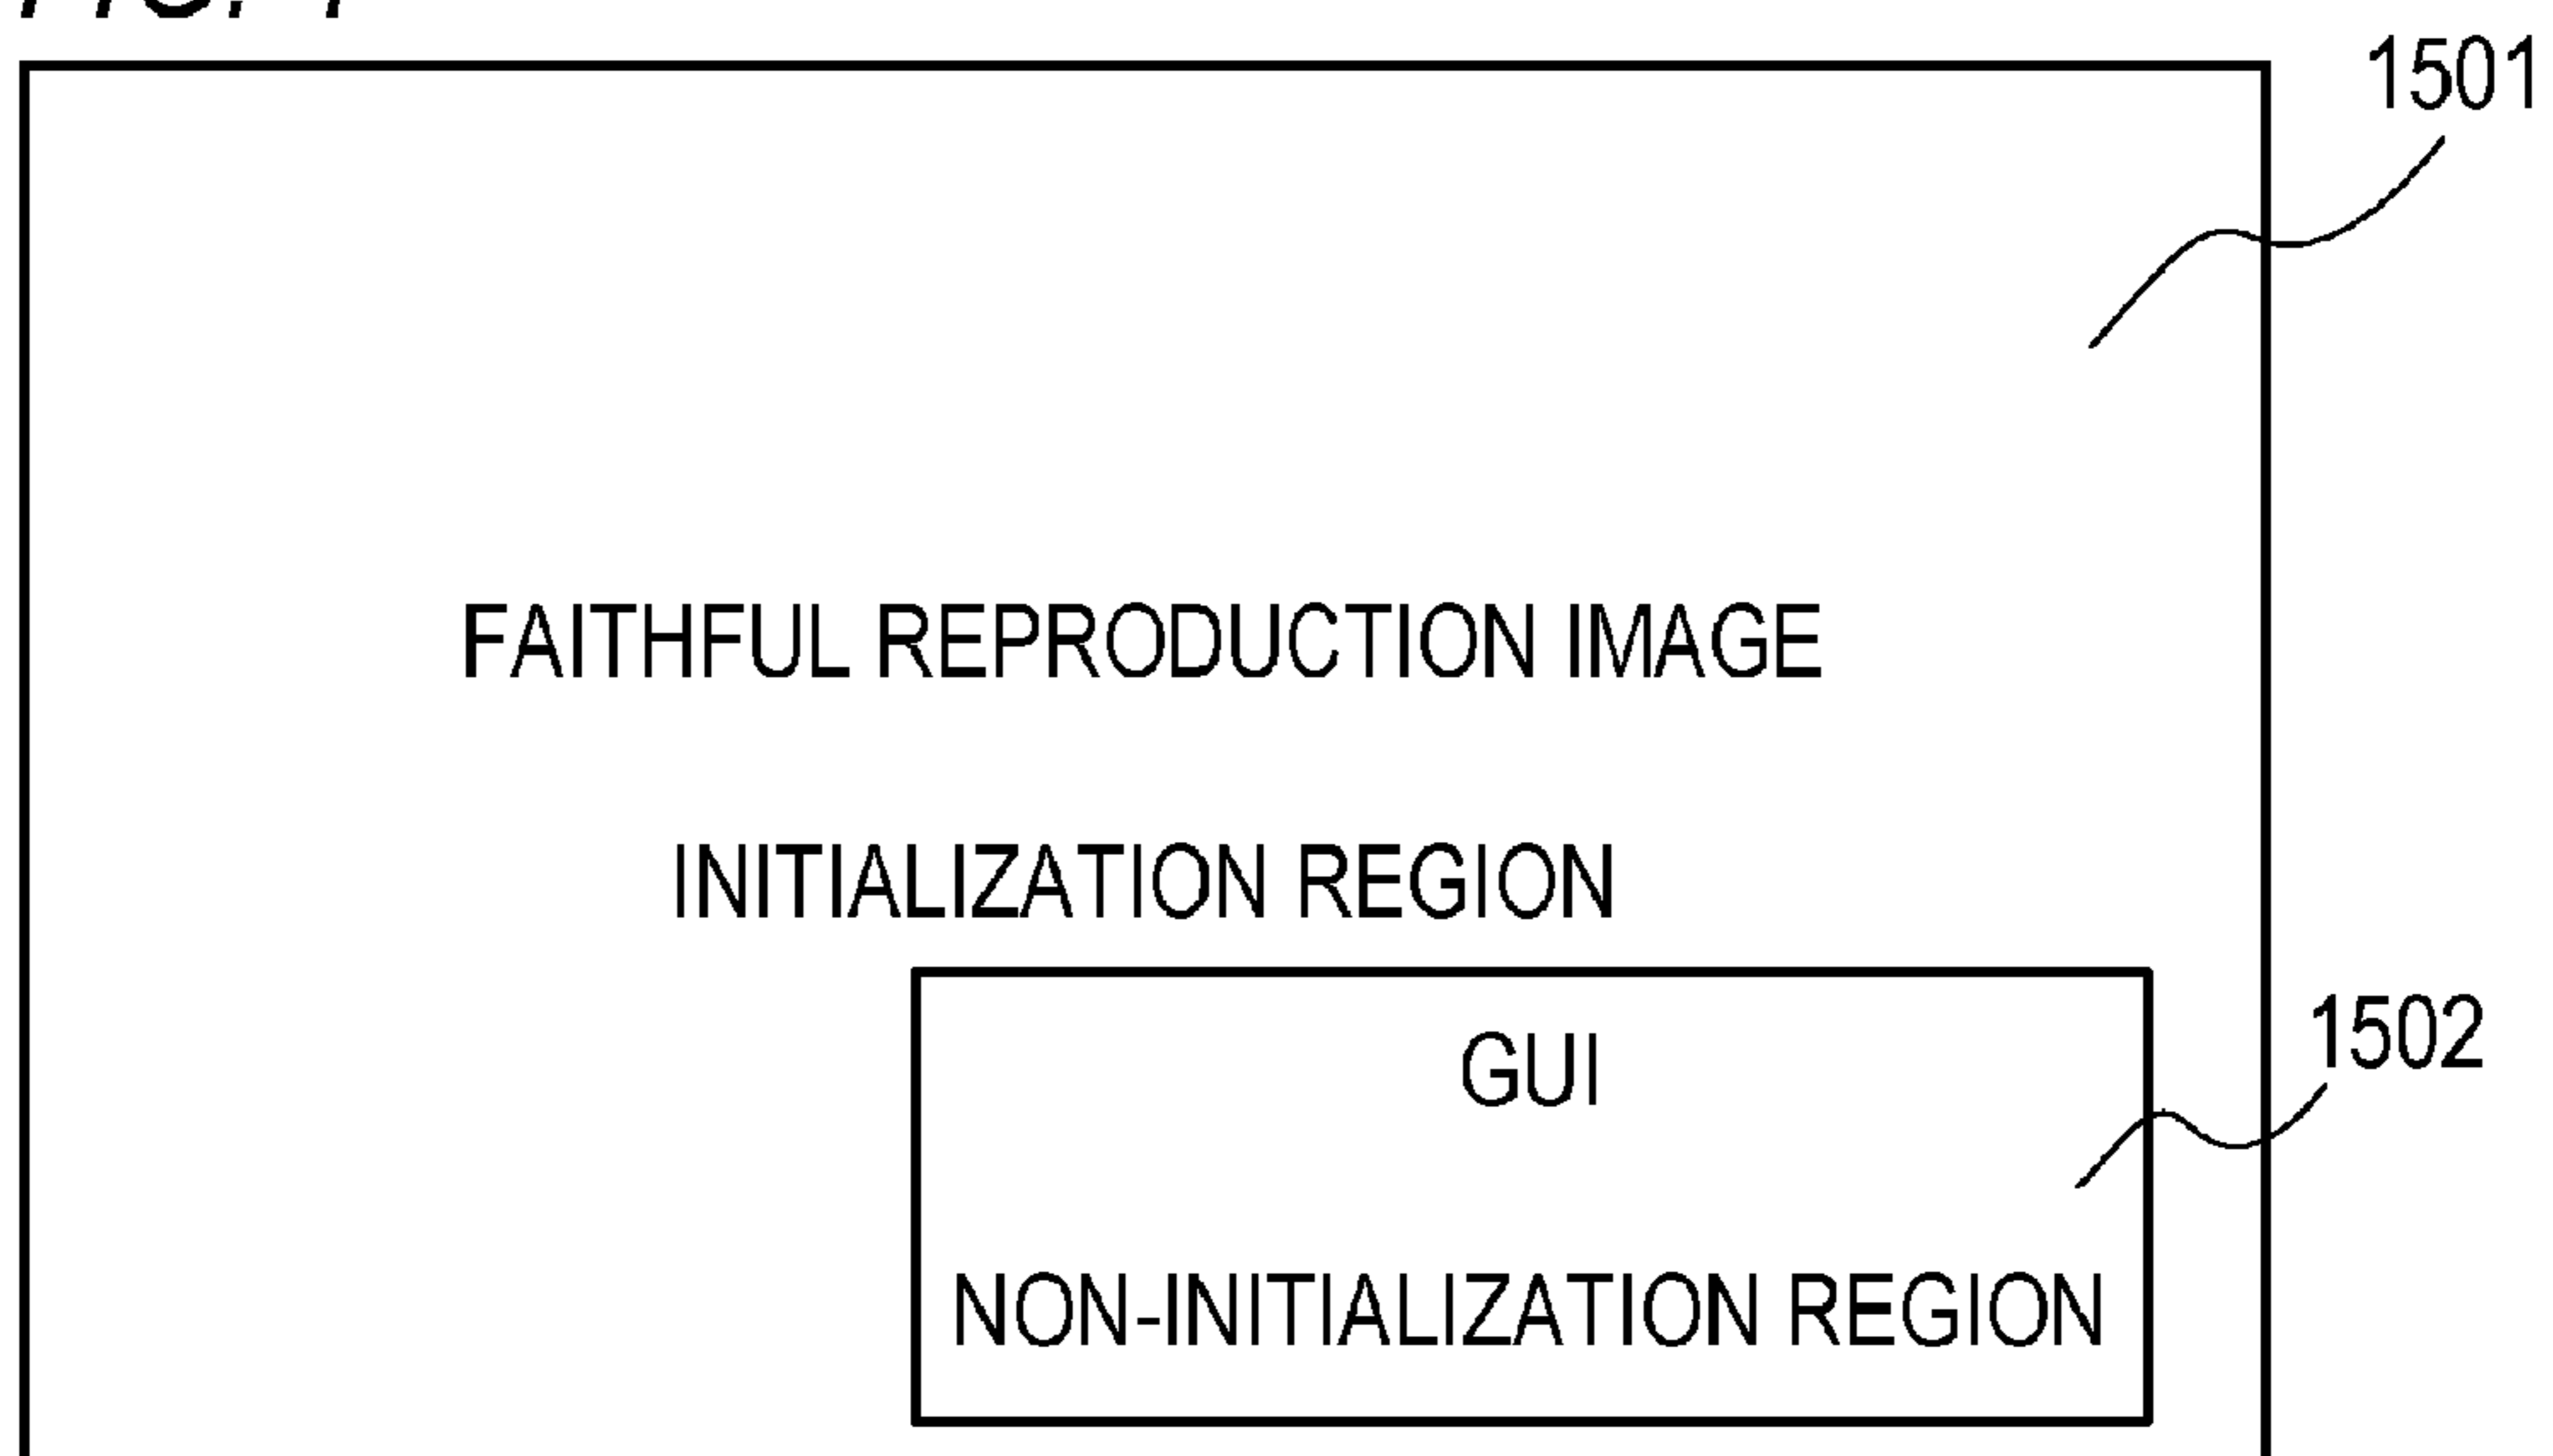 1501
FAITHFUL REPRODUCTION IMAGE
INITIALIZATION REGION
GUI
1502
NON-INITIALIZATION REGION